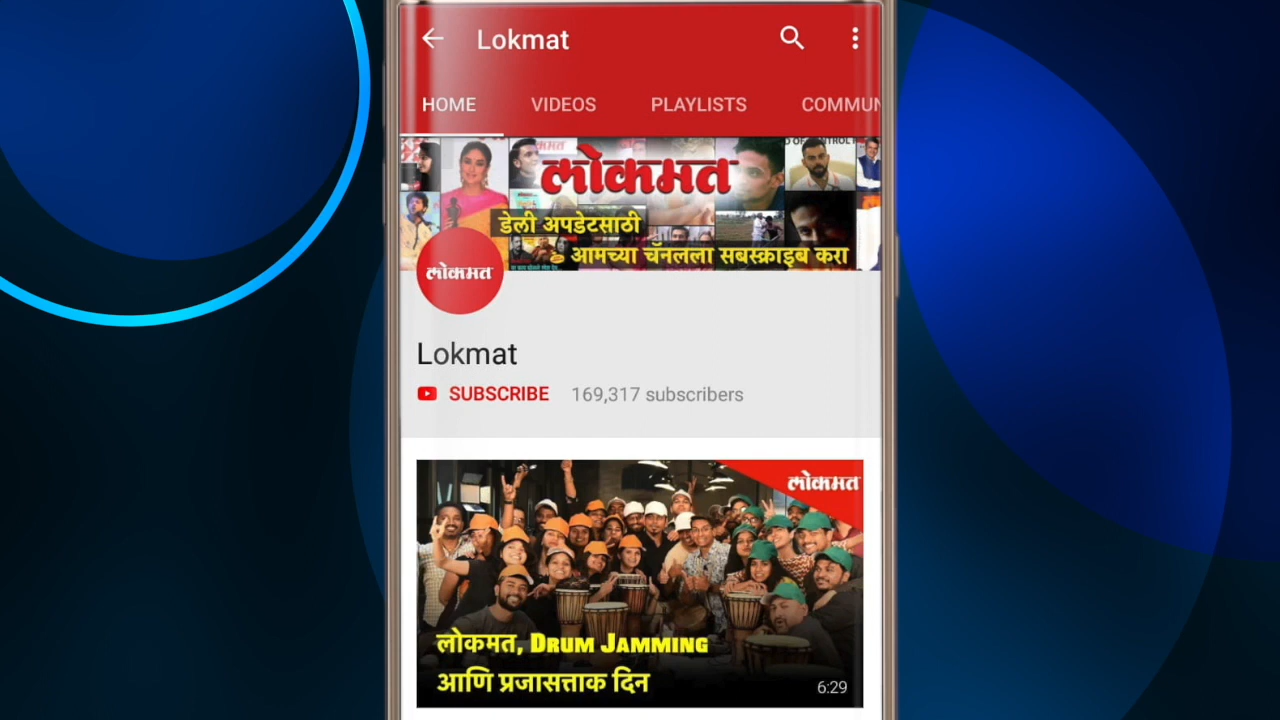 Lokmat
HOME VIDEOS PLAYLISTS COMMUN
लोकमत
डेली अपडेटसाठी
आमच्या चॅनलला सबस्क्राइब करा
लोकमत
Lokmat
SUBSCRIBE 169,317 subscribers
लोकमत
लोकमत, DRUM JAMMING
आणि प्रजासत्ताक दिन
6:29